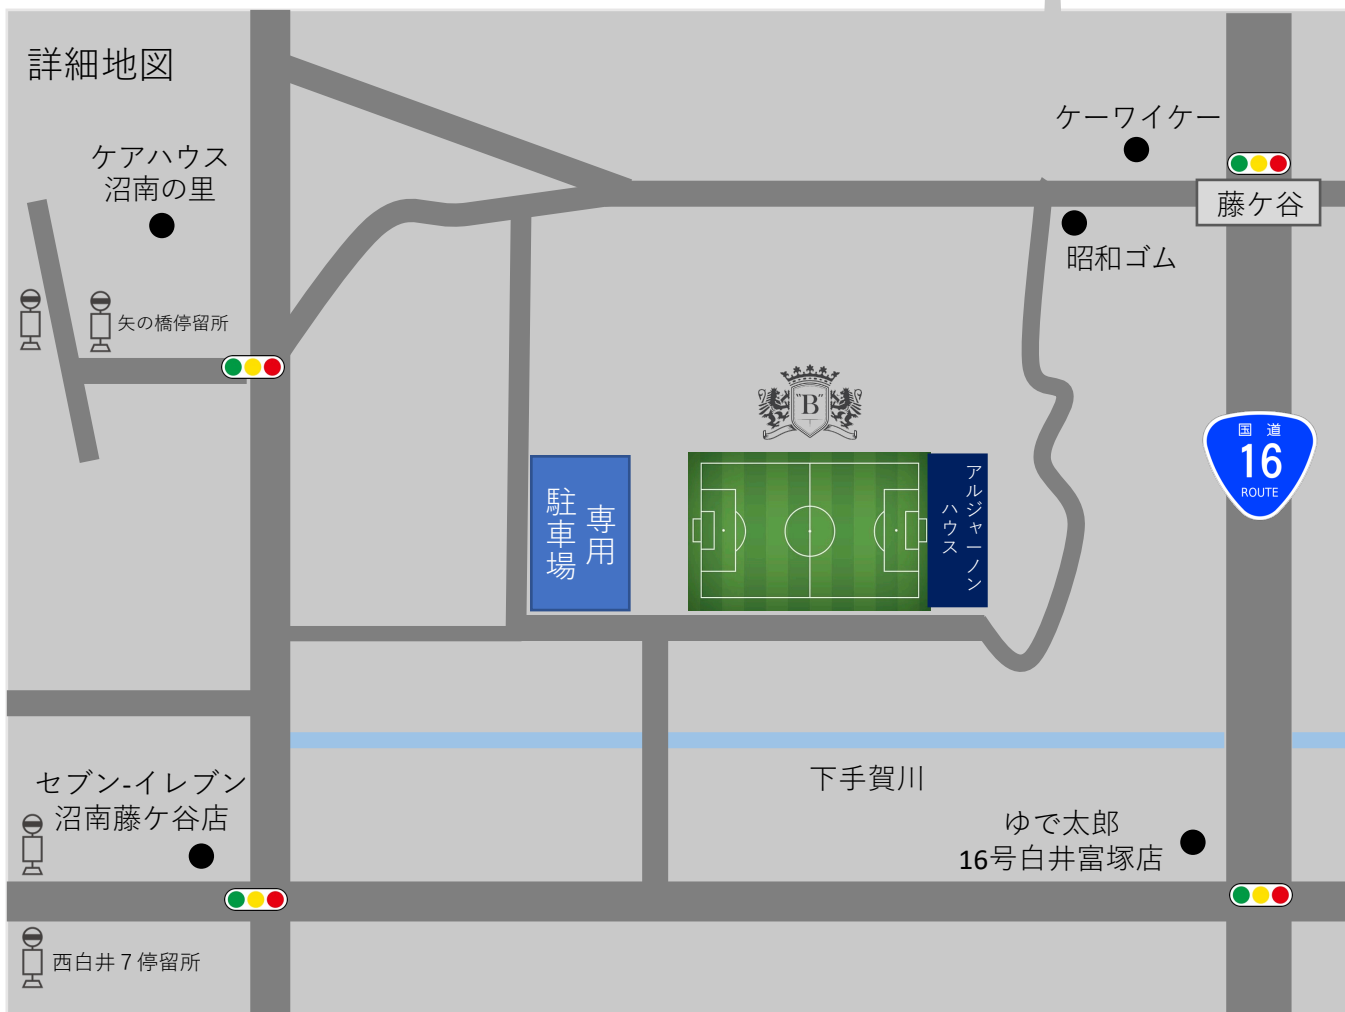 詳細地図
ケーワイケー
ケアハウス
沼南の里
藤ケ谷
昭和ゴム
矢の橋停留所
"B"
国道
16
ROUTE
専用
駐車場
アルジャーノン
ハウス
下手賀川
セブン-イレブン
沼南藤ケ谷店
ゆで太郎
16号白井富塚店
西白井７停留所